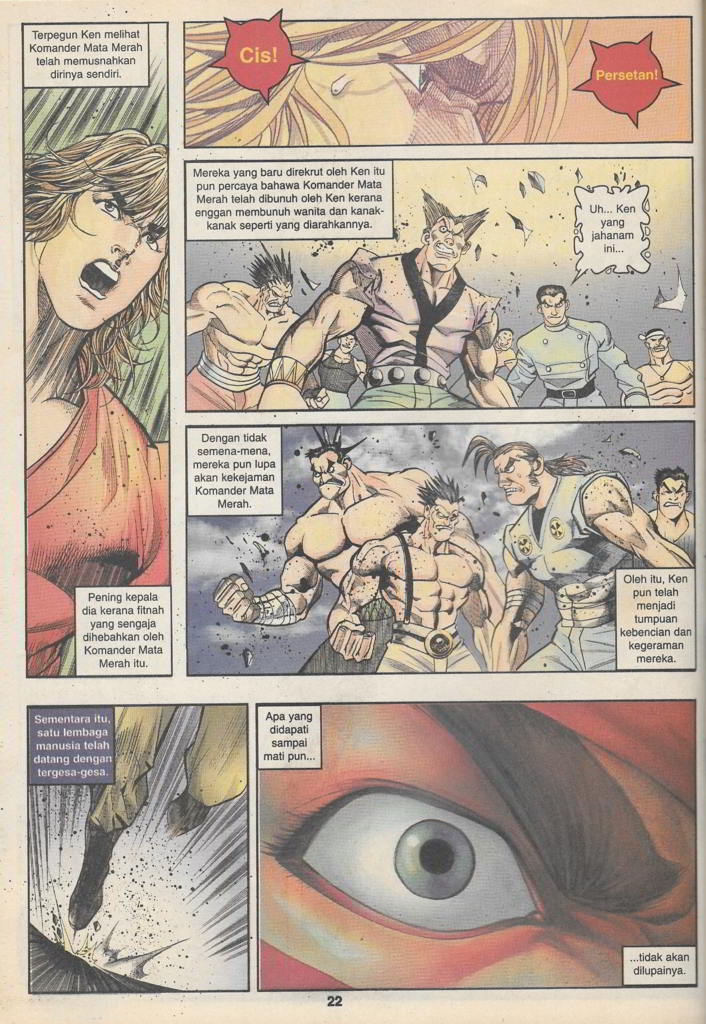 Terpegun Ken melihat
Komander Mata Merah
telah memusnahkan
dirinya sendiri.
Pening kepala
dia kerana fitnah
yang sengaja
dihebahkan oleh
Komander Mata
Merah itu.
Cis!
Persetan!
Mereka yang baru direkrut oleh Ken itu
pun percaya bahawa Komander Mata
Merah telah dibunuh oleh Ken kerana
enggan membunuh wanita dan kanak-
kanak seperti yang diarahkannya.
Uh... Ken
yang
jahanam
ini...
Dengan tidak
semena-mena,
mereka pun lupa
akan kekejaman
Komander Mata
Merah.
Oleh itu, Ken
pun telah
menjadi
tumpuan
kebencian dan
kegeraman
mereka.
Sementara itu,
satu lembaga
manusia telah
datang dengan
tergesa-gesa.
Apa yang
didapati
sampai
mati pun...
...tidak akan
dilupainya.
22